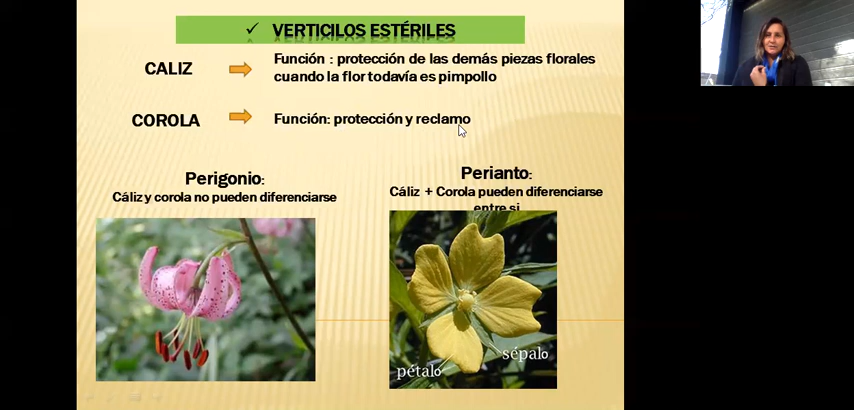 ✓ VERTICILOS ESTÉRILES
CALIZ
Función : protección de las demás piezas florales
cuando la flor todavía es pimpollo
COROLA
Función: protección y reclamo
Perigonio:
Cáliz y corola no pueden diferenciarse
Perianto:
Cáliz + Corola pueden diferenciarse
entre si
sépalo
pétalo